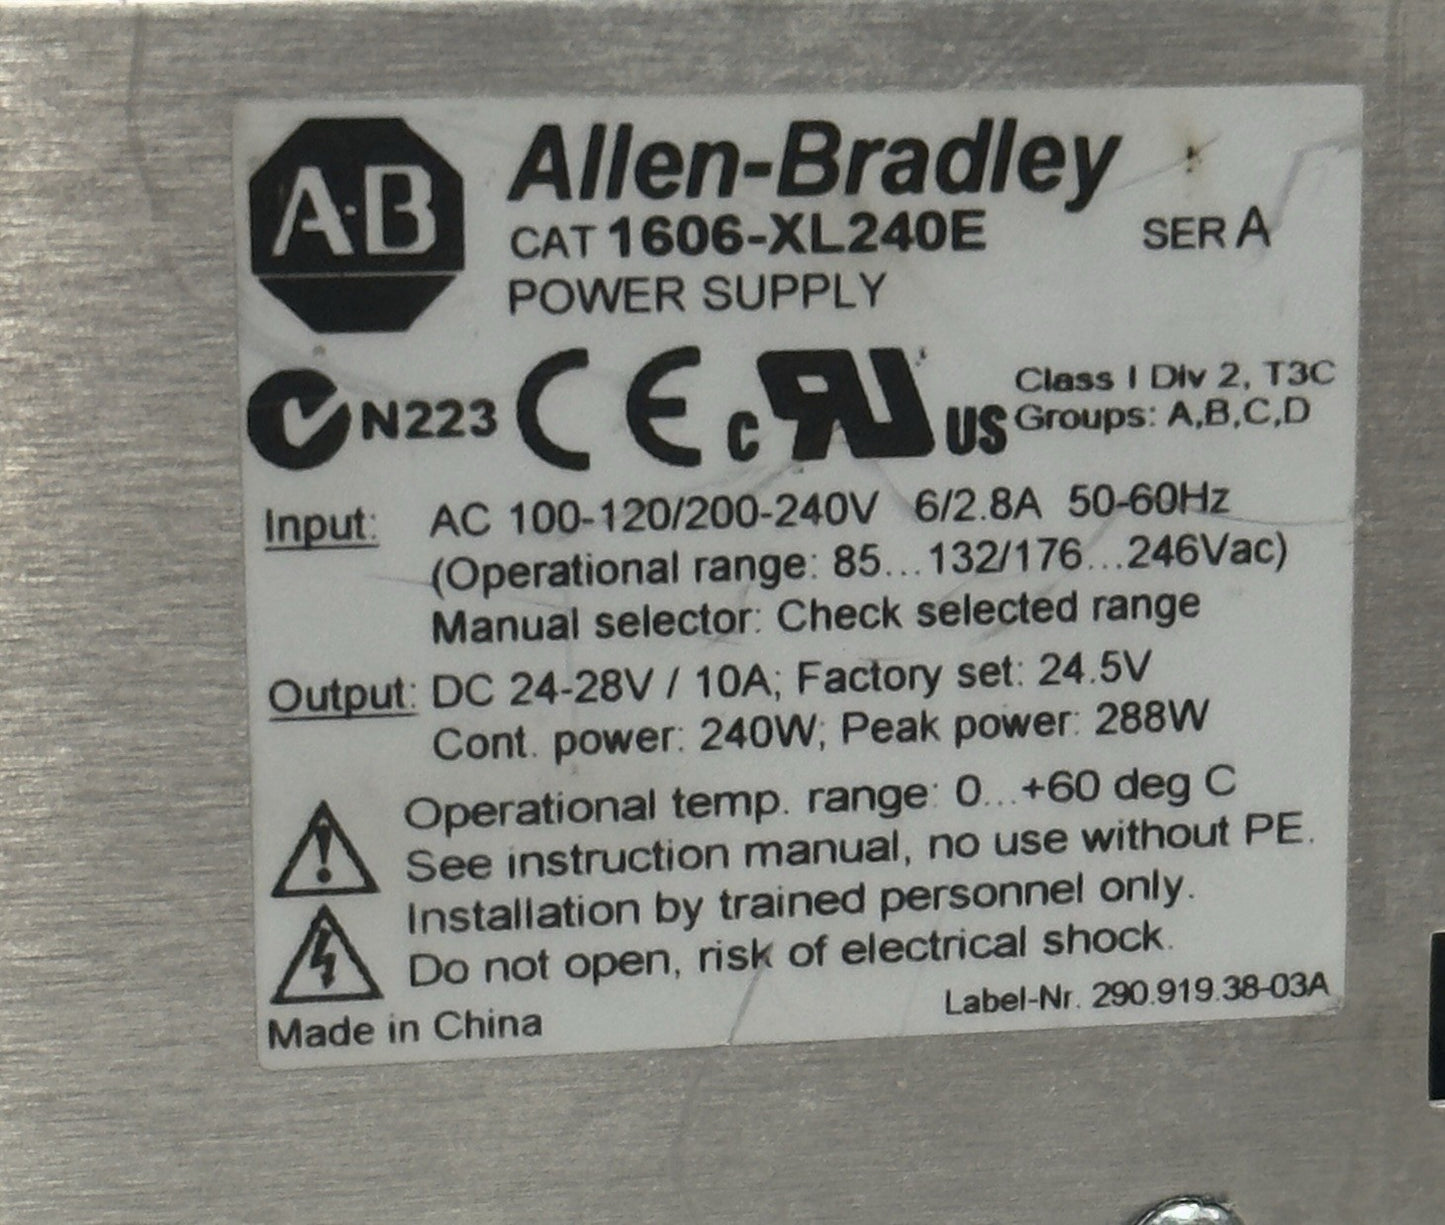 A·B
Allen-Bradley
CAT 1606-XL240E SER A
POWER SUPPLY
N223 CE c RU US
Class I Div 2, T3C
Groups: A,B,C,D
Input: AC 100-120/200-240V 6/2.8A 50-60Hz
(Operational range: 85...132/176...246Vac)
Manual selector: Check selected range
Output: DC 24-28V / 10A; Factory set: 24.5V
Cont. power: 240W; Peak power: 288W
Operational temp. range: 0...+60 deg C
See instruction manual, no use without PE.
Installation by trained personnel only.
Do not open, risk of electrical shock.
Label-Nr. 290.919.38-03A
Made in China